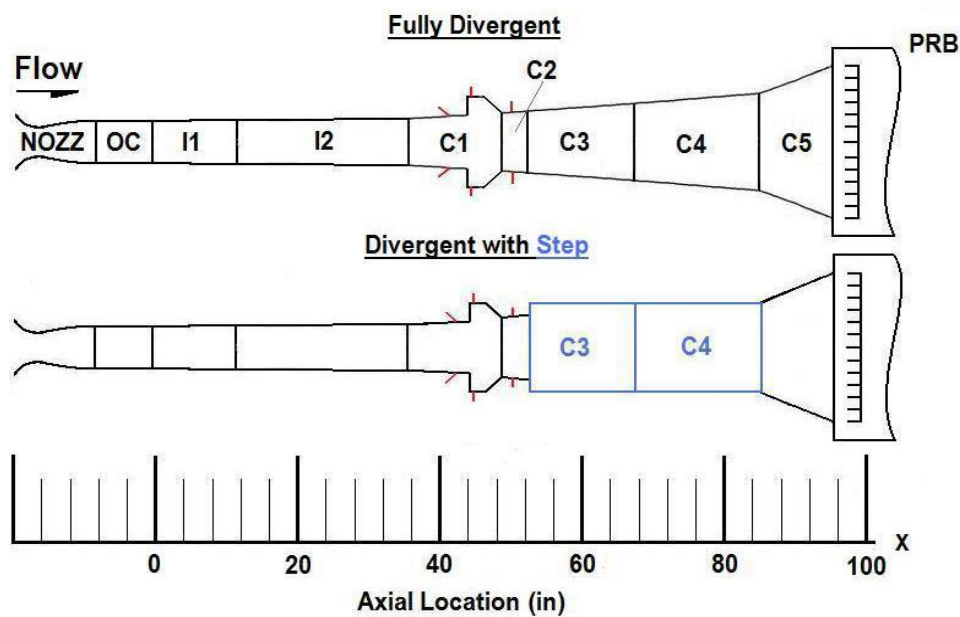 Fully Divergent
PRB
Flow
C2
NOZZ OC I1 I2 C1 C3 C4 C5
Divergent with Step
C3 C4
X
0 20 40 60 80 100
Axial Location (in)